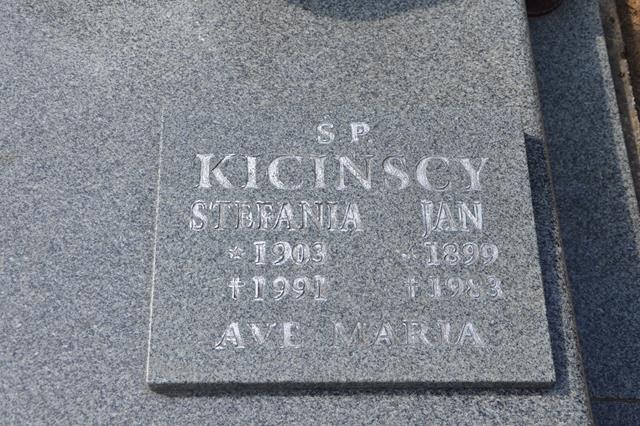 Ś.P.
KICIŃSCY
STEFANIA JAN
*1903 *1899
†1991 †1983
AVE MARIA